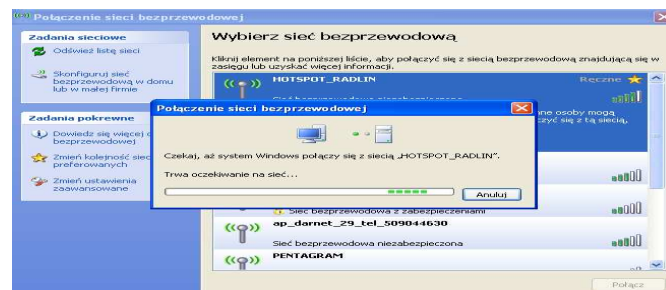 Połączenie sieci bezprzewodowej
Zadania sieciowe
Odśwież listę sieci
Skonfiguruj sieć
bezprzewodową w domu
lub w małej firmie
Zadania pokrewne
Dowiedz się więcej o
bezprzewodowej
Zmień kolejność sieci
preferowanych
Zmień ustawienia
zaawansowane
Wybierz sieć bezprzewodową
Kliknij element na poniższej liście, aby połączyć się z siecią bezprzewodową znajdującą się w
zasięgu lub uzyskać więcej informacji.
HOTSPOT_RADLIN
Ręczne
ne osoby mogą
czyć się z tą siecią,
Połączenie sieci bezprzewodowej
Czekaj, aż system Windows połączy się z siecią „HOTSPOT_RADLIN”.
Trwa oczekiwanie na sieć...
Anuluj
Sieć bezprzewodowa z zabezpieczeniami
ap_darnet_29_tel_509044630
Sieć bezprzewodowa niezabezpieczona
PENTAGRAM
Połącz